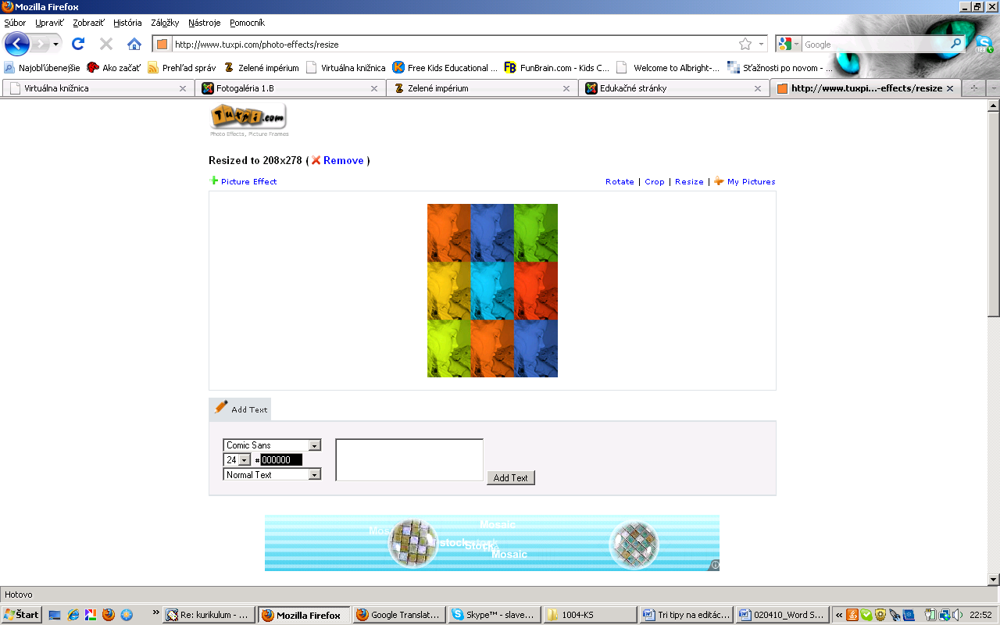 Mozilla Firefox
Súbor Upraviť Zobraziť História Záložky Nástroje Pomocník
http://www.tuxpi.com/photo-effects/resize
Google
Najobľúbenejšie Ako začať Prehľad správ Zelené impérium Virtuálna knižnica Free Kids Educational ... FunBrain.com - Kids C... Welcome to Albright-... Sťažnosti po novom - ...
Virtuálna knižnica Fotogaléria 1.B Zelené impérium Edukačné stránky http://www.tuxpi...-effects/resize
Tuxpi.com
Photo Effects, Picture Frames
Resized to 208x278 ( Remove )
Picture Effect Rotate | Crop | Resize | My Pictures
Add Text
Comic Sans
24 #000000
Normal Text
Add Text
Mosaic
stock
Mosaic
Hotovo
Štart » Re: kurikulum - ... Mozilla Firefox Google Translat... Skype™ - slave... 1004-KS Tri tipy na editác... 020410_Word S... « 22:52